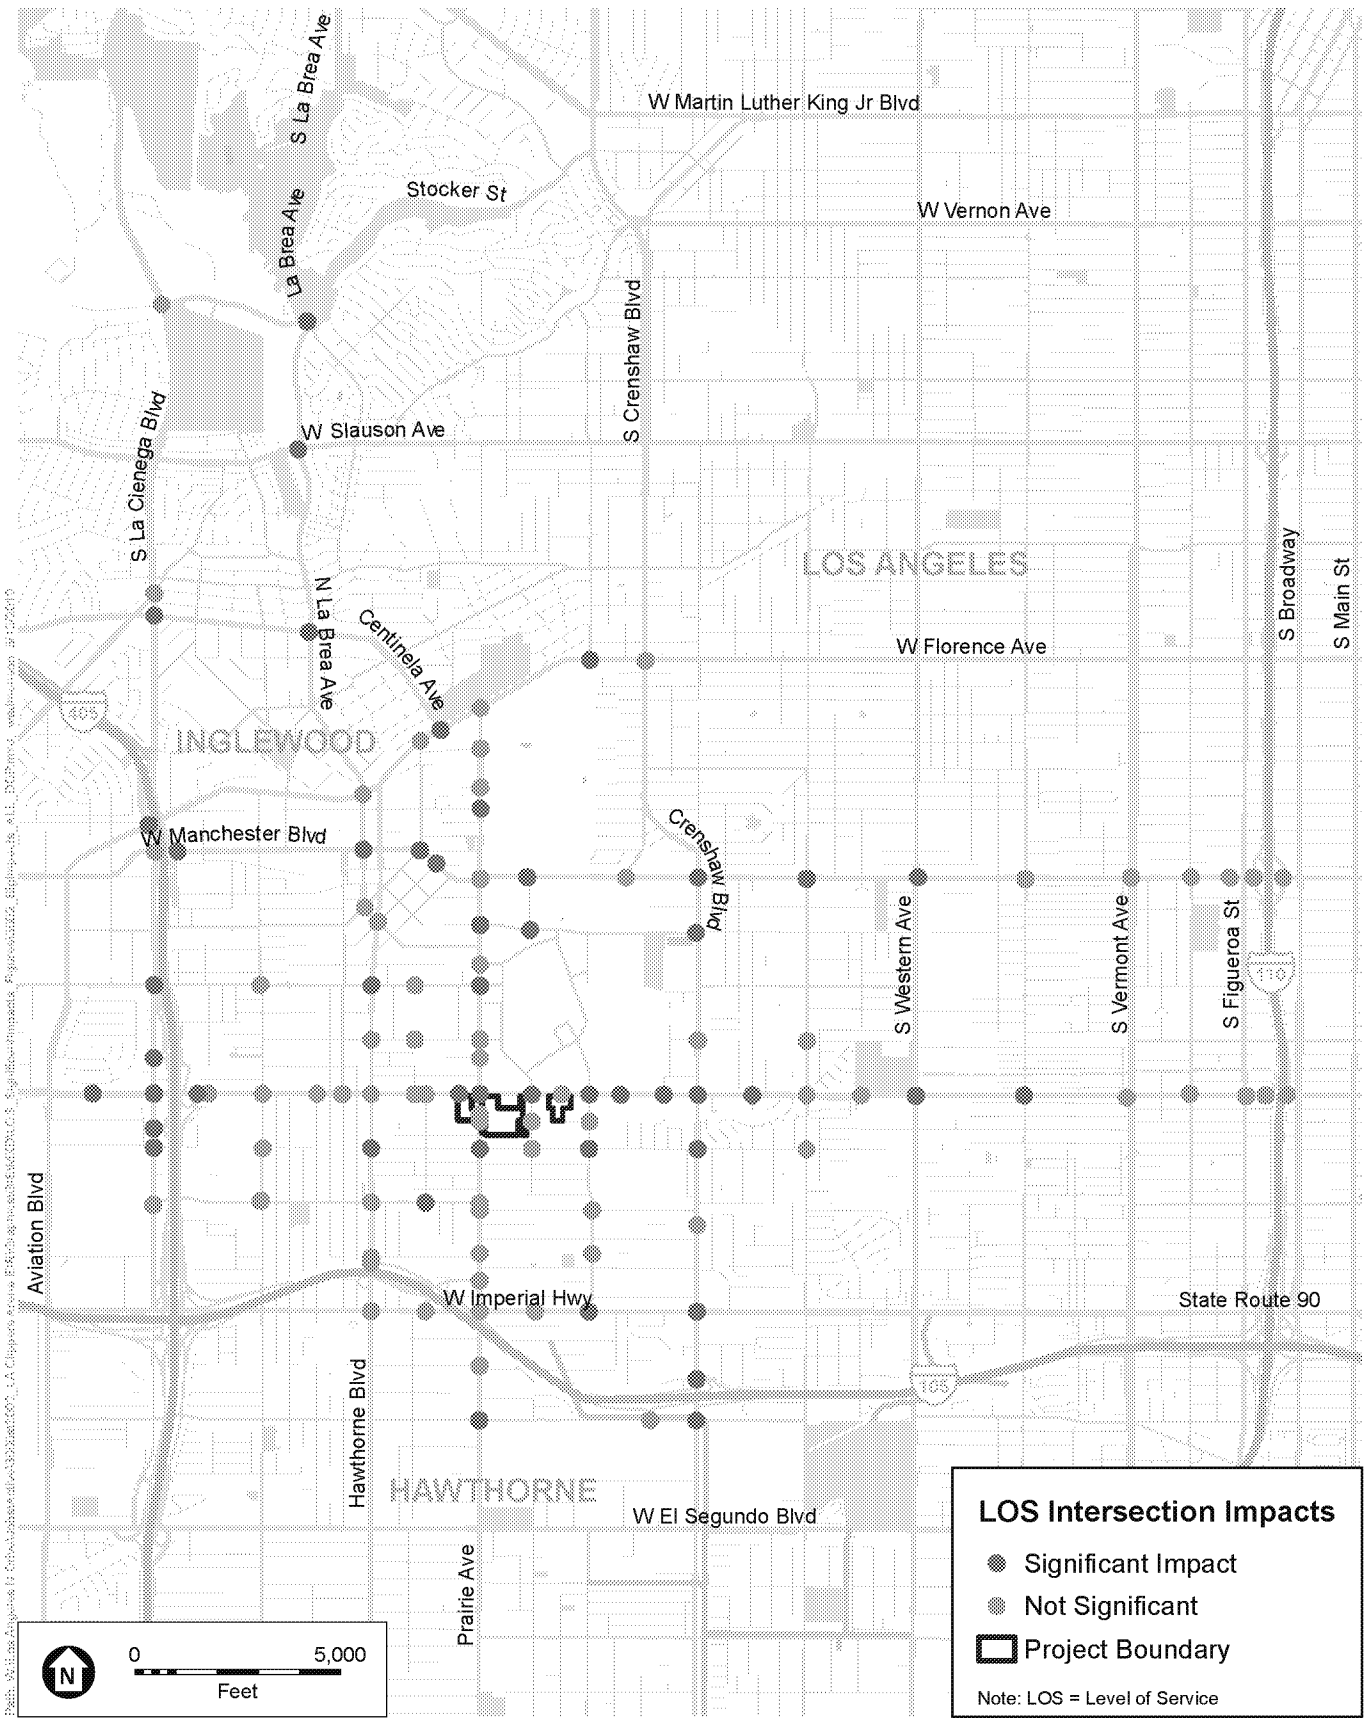 S La Brea Ave
W Martin Luther King Jr Blvd
Stocker St
La Brea Ave
W Vernon Ave
S Crenshaw Blvd
S La Cienega Blvd
W Slauson Ave
LOS ANGELES
S Broadway
S Main St
N La Brea Ave
Centinela Ave
W Florence Ave
405
INGLEWOOD
W Manchester Blvd
Crenshaw Blvd
S Western Ave
S Vermont Ave
S Figueroa St
110
Aviation Blvd
W Imperial Hwy
State Route 90
Hawthorne Blvd
105
HAWTHORNE
W El Segundo Blvd
Prairie Ave
LOS Intersection Impacts
Significant Impact
Not Significant
Project Boundary
Note: LOS = Level of Service
N
0 5,000
Feet